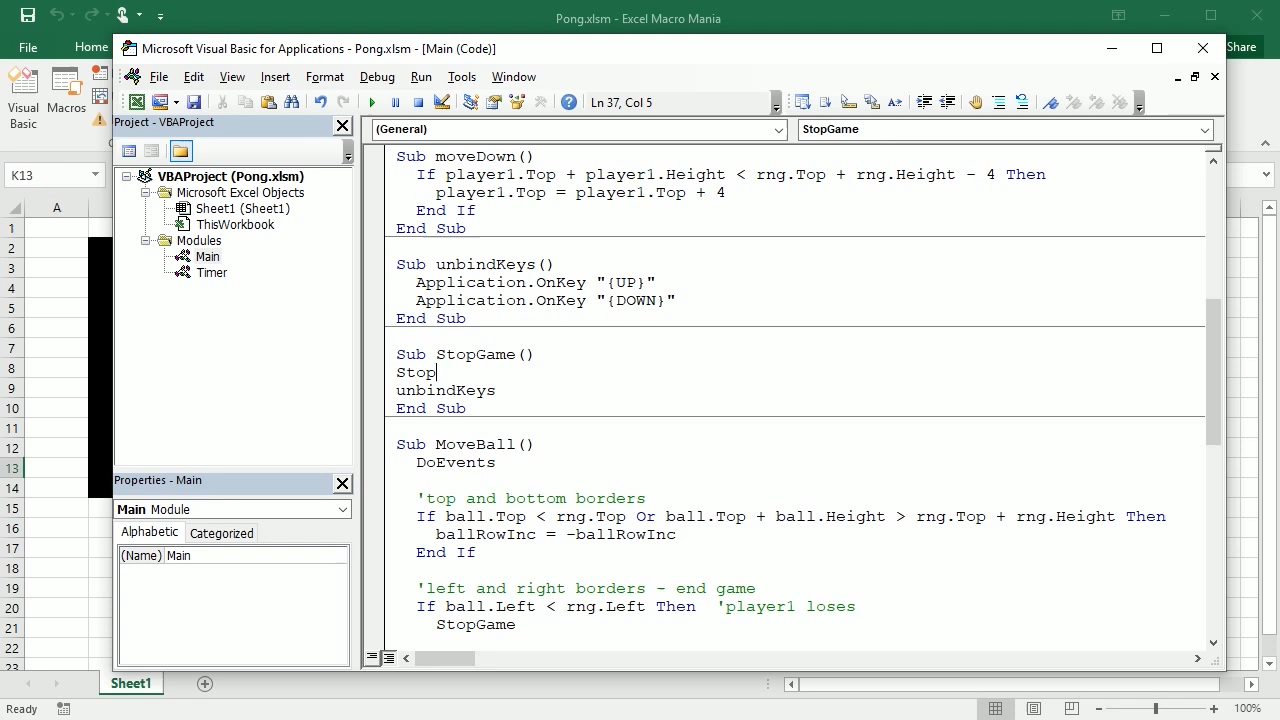 Pong.xlsm - Excel Macro Mania
File
Home
Share
Visual Basic
Macros
Microsoft Visual Basic for Applications - Pong.xlsm - [Main (Code)]
File Edit View Insert Format Debug Run Tools Window
Ln 37, Col 5
Project - VBAProject
VBAProject (Pong.xlsm)
Microsoft Excel Objects
Sheet1 (Sheet1)
ThisWorkbook
Modules
Main
Timer
Properties - Main
Main Module
Alphabetic Categorized
(Name) Main
(General) StopGame
Sub moveDown()
If player1.Top + player1.Height < rng.Top + rng.Height - 4 Then
player1.Top = player1.Top + 4
End If
End Sub
Sub unbindKeys()
Application.OnKey "{UP}"
Application.OnKey "{DOWN}"
End Sub
Sub StopGame()
Stop
unbindKeys
End Sub
Sub MoveBall()
DoEvents
'top and bottom borders
If ball.Top < rng.Top Or ball.Top + ball.Height > rng.Top + rng.Height Then
ballRowInc = -ballRowInc
End If
'left and right borders - end game
If ball.Left < rng.Left Then 'player1 loses
StopGame
K13
A
1
2
3
4
5
6
7
8
9
10
11
12
13
14
15
16
17
18
19
20
21
22
23
Sheet1
Ready
100%